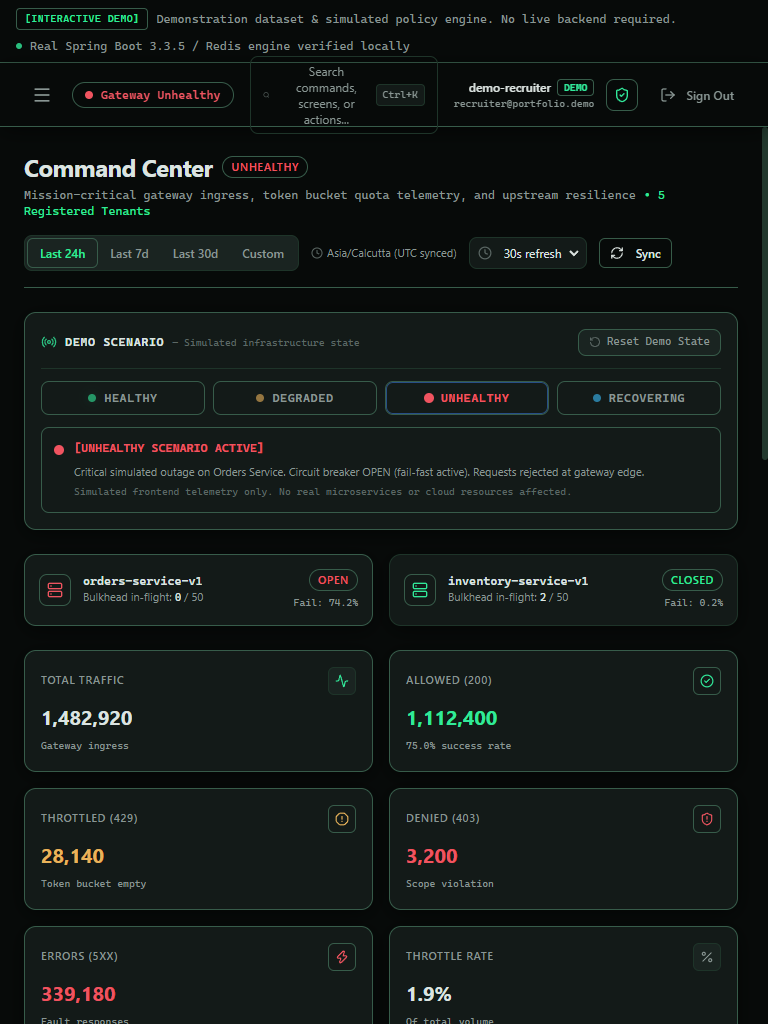 [INTERACTIVE DEMO] Demonstration dataset & simulated policy engine. No live backend required.
Real Spring Boot 3.3.5 / Redis engine verified locally
Gateway Unhealthy
Search
commands,
screens, or
actions...
Ctrl+K
demo-recruiter DEMO
recruiter@portfolio.demo
Sign Out
Command Center UNHEALTHY
Mission-critical gateway ingress, token bucket quota telemetry, and upstream resilience • 5
Registered Tenants
Last 24h Last 7d Last 30d Custom Asia/Calcutta (UTC synced) 30s refresh Sync
DEMO SCENARIO — Simulated infrastructure state Reset Demo State
HEALTHY DEGRADED UNHEALTHY RECOVERING
[UNHEALTHY SCENARIO ACTIVE]
Critical simulated outage on Orders Service. Circuit breaker OPEN (fail-fast active). Requests rejected at gateway edge.
Simulated frontend telemetry only. No real microservices or cloud resources affected.
orders-service-v1 OPEN
Bulkhead in-flight: 0 / 50 Fail: 74.2%
inventory-service-v1 CLOSED
Bulkhead in-flight: 2 / 50 Fail: 0.2%
TOTAL TRAFFIC
1,482,920
Gateway ingress
ALLOWED (200)
1,112,400
75.0% success rate
THROTTLED (429)
28,140
Token bucket empty
DENIED (403)
3,200
Scope violation
ERRORS (5XX)
339,180
Fault responses
THROTTLE RATE
%
1.9%
Of total volume